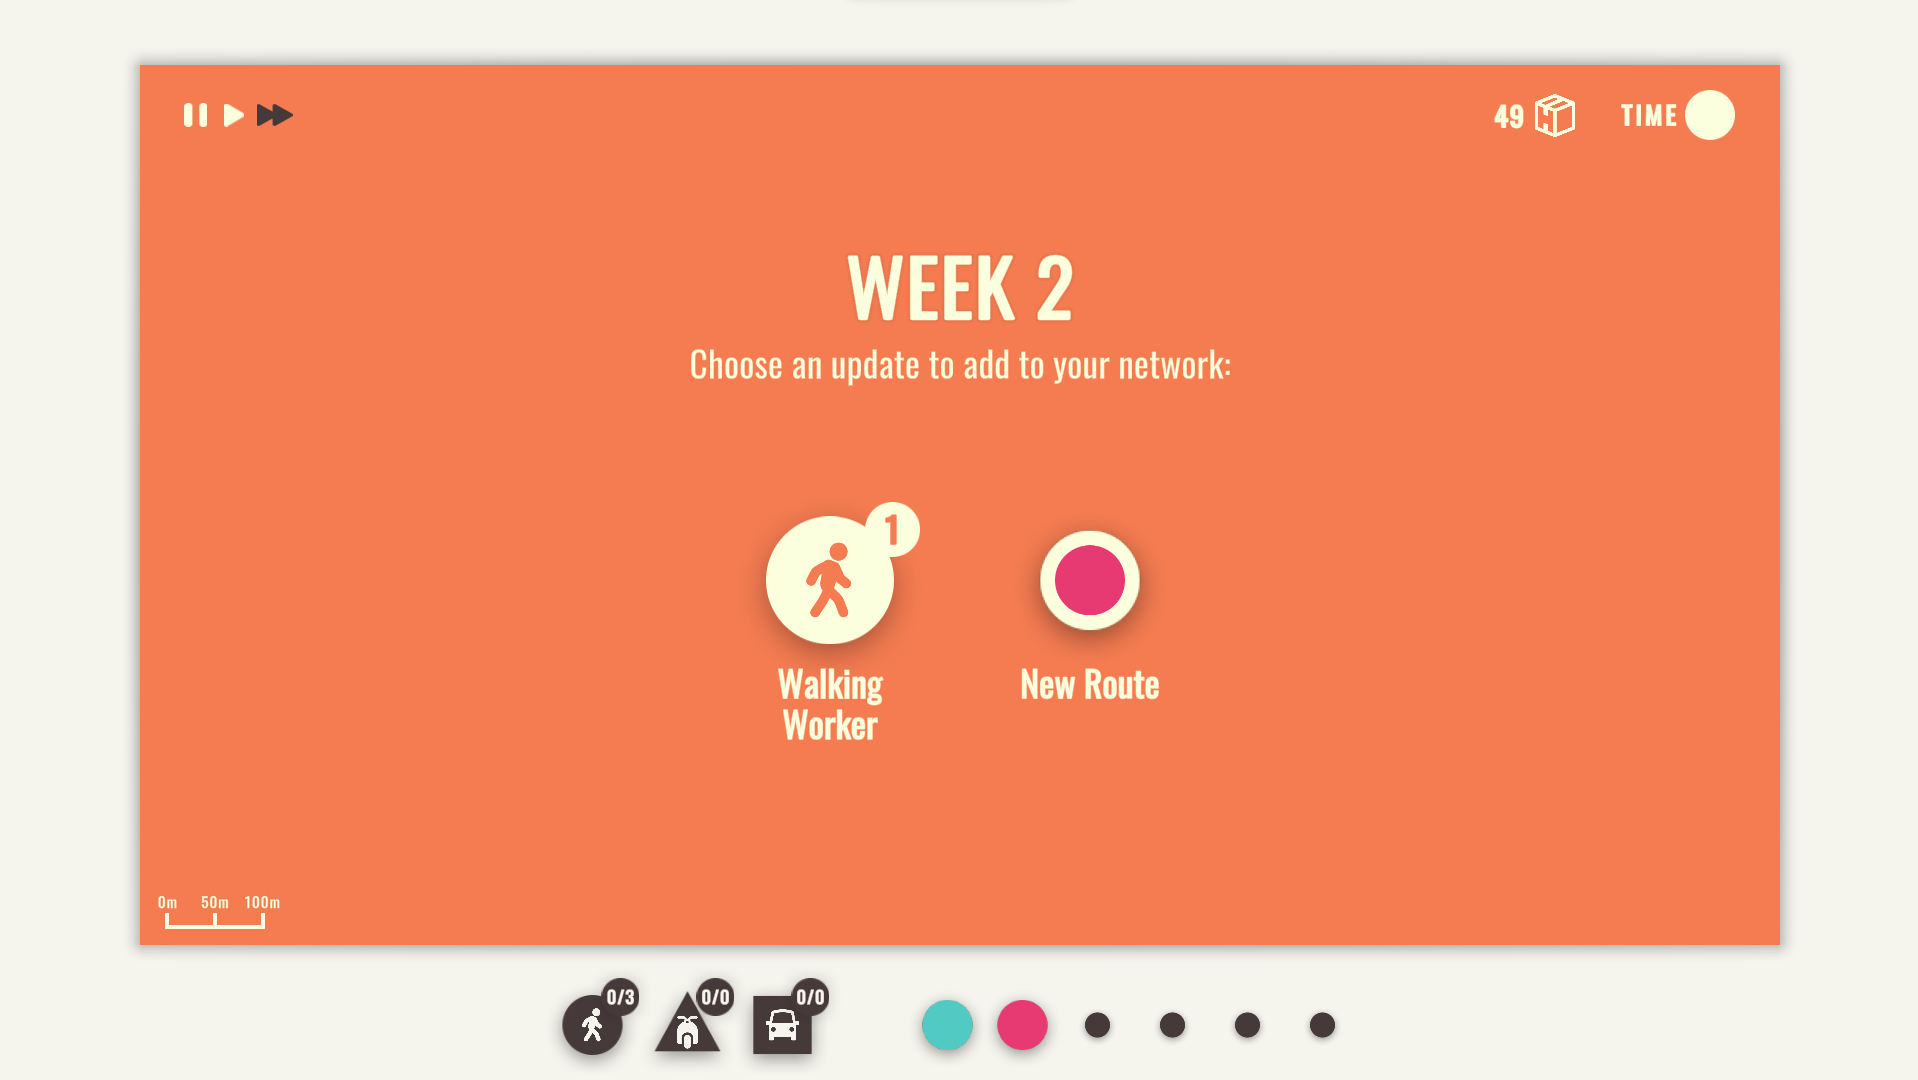 49 TIME
WEEK 2
Choose an update to add to your network:
1
Walking
Worker
New Route
0m 50m 100m
0/3 0/0 0/0